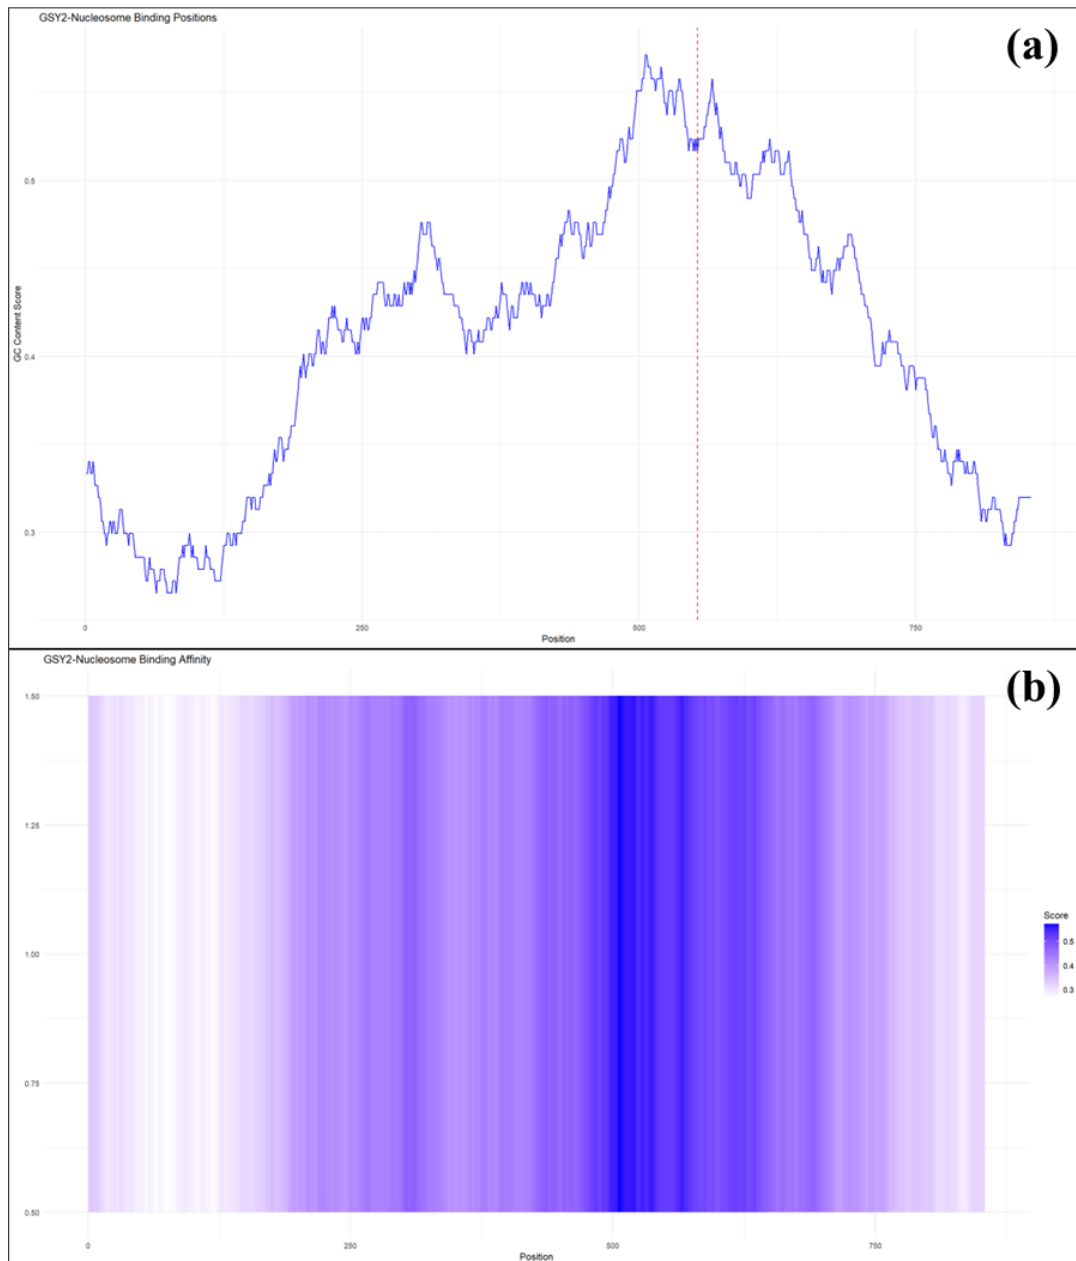 GSY2-Nucleosome Binding Positions
(a)
0.5
0.4
0.3
GC Content Score
0
250
500
750
Position
GSY2-Nucleosome Binding Affinity
(b)
1.50
1.25
1.00
0.75
0.50
Score
0.5
0.4
0.3
0
250
500
750
Position